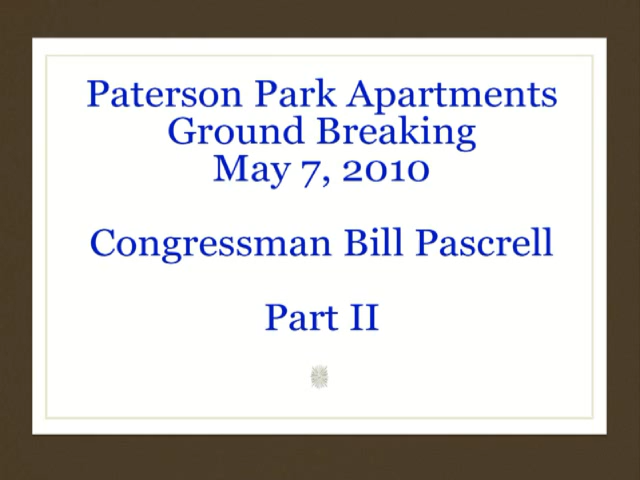 Paterson Park Apartments
Ground Breaking
May 7, 2010
Congressman Bill Pascrell
Part II